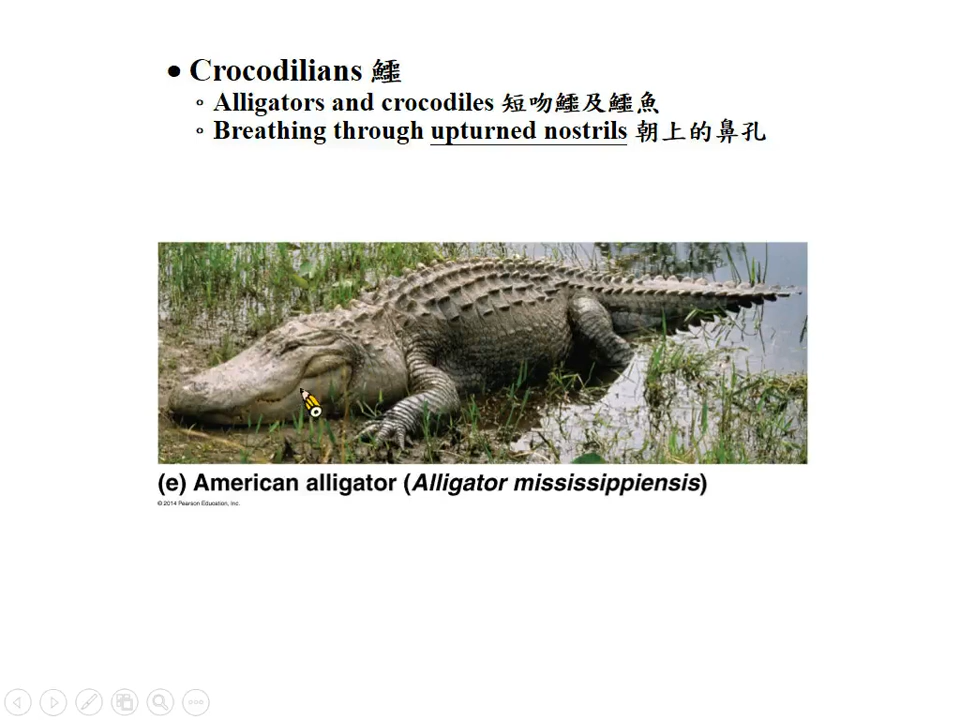 • Crocodilians 鱷
◦ Alligators and crocodiles 短吻鱷及鱷魚
◦ Breathing through upturned nostrils 朝上的鼻孔
(e) American alligator (Alligator mississippiensis)
© 2014 Pearson Education, Inc.